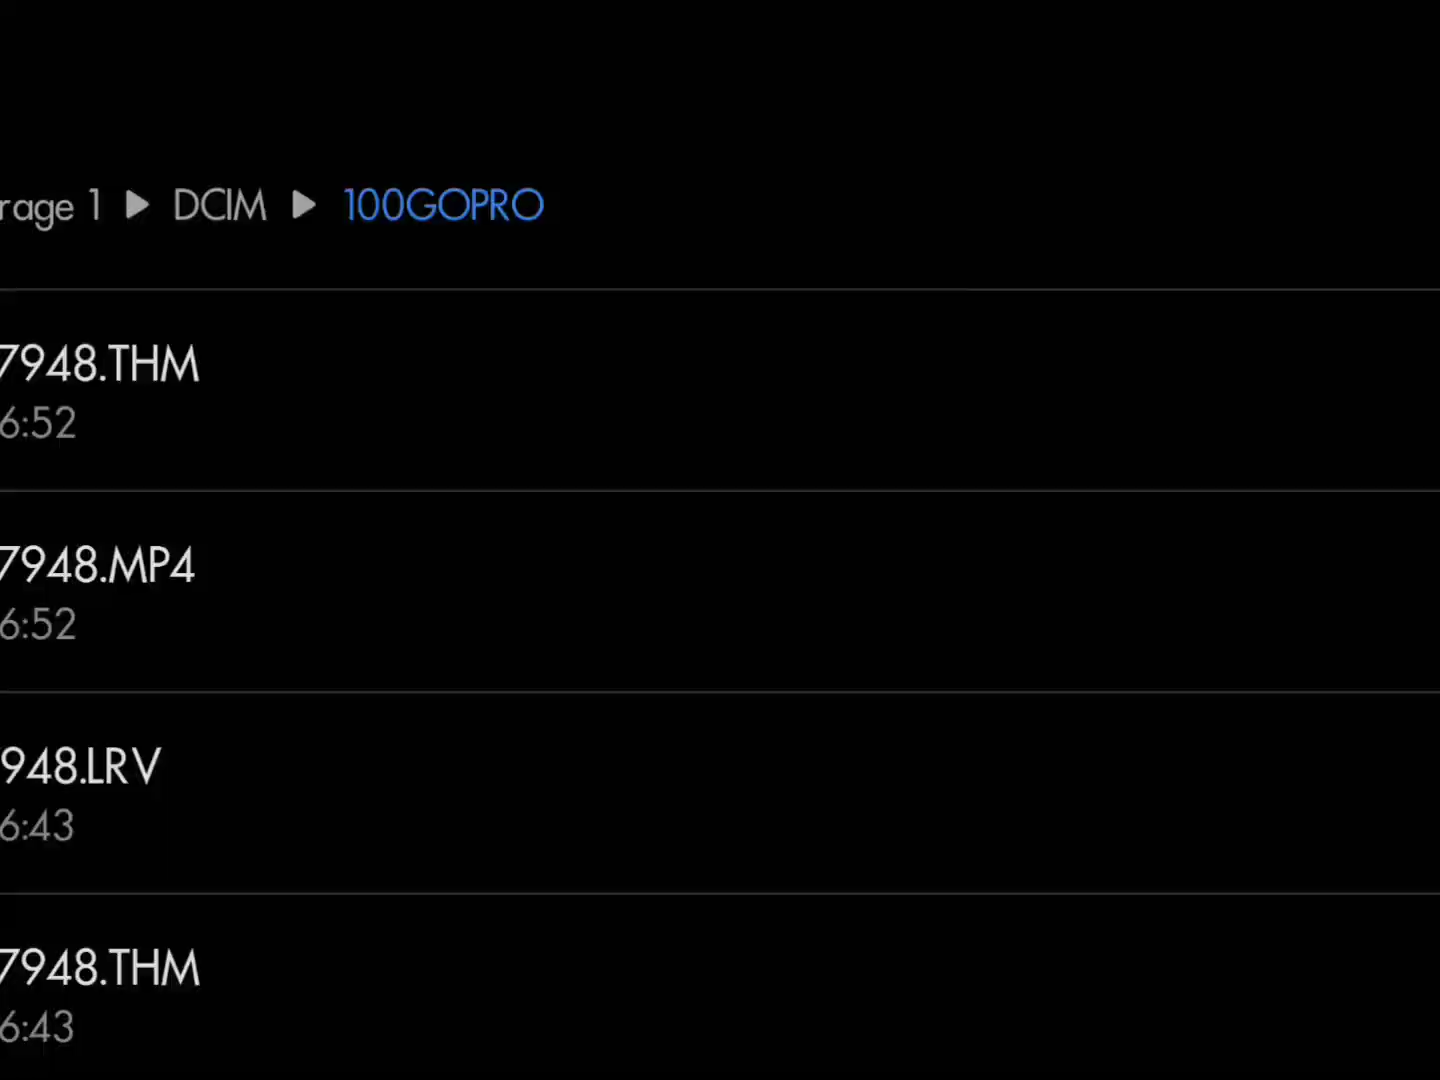 rage 1 ▶ DCIM ▶ 100GOPRO
7948.THM
6:52
7948.MP4
6:52
948.LRV
6:43
7948.THM
6:43